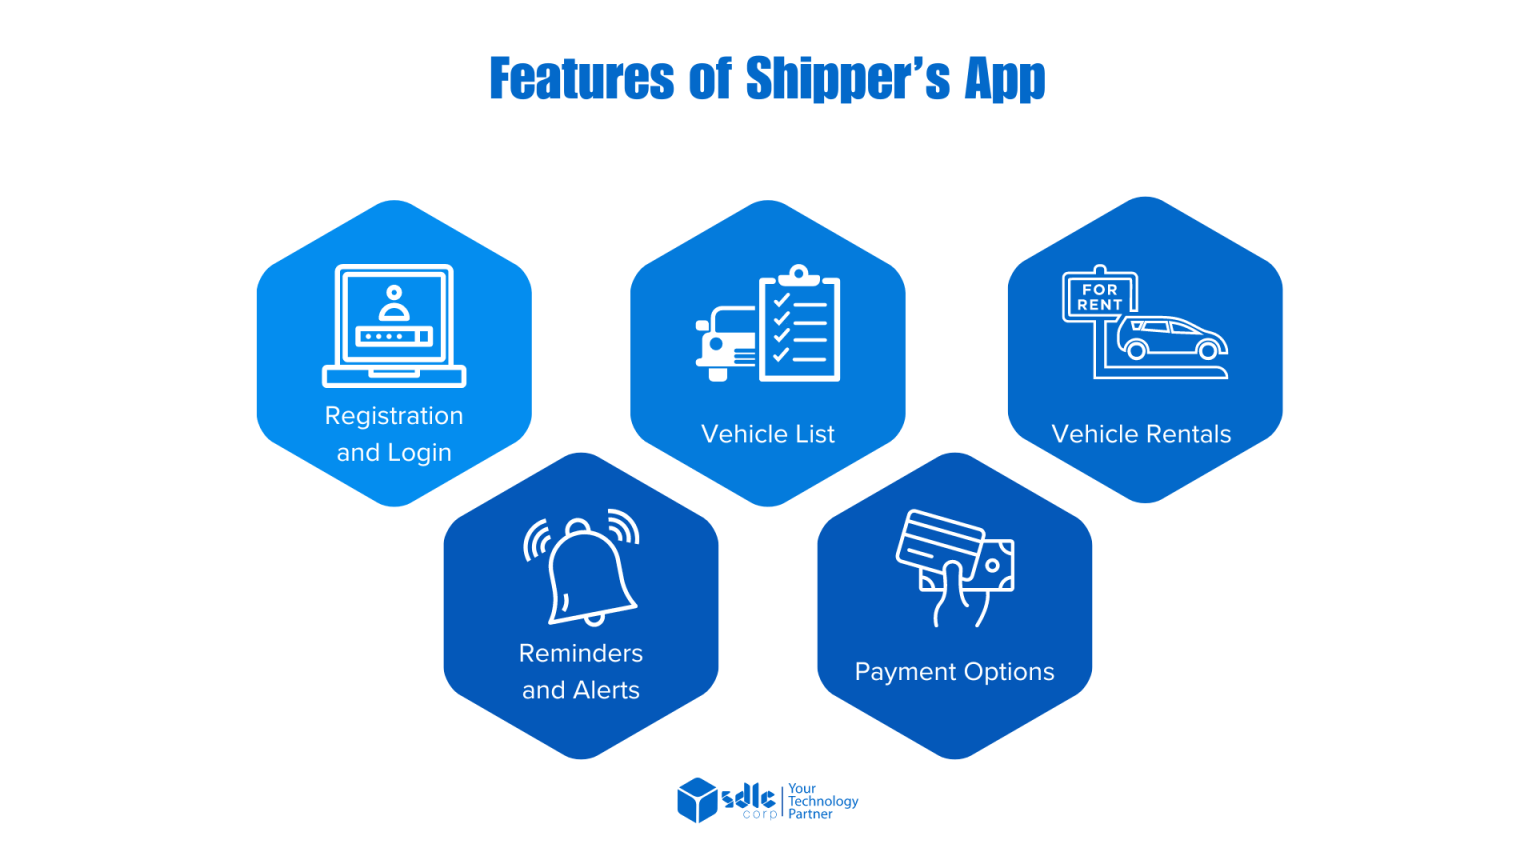 Features of Shipper’s App
FOR
RENT
Registration
and Login
Vehicle List
Vehicle Rentals
Reminders
and Alerts
Payment Options
sdlc
corp
Your
Technology
Partner